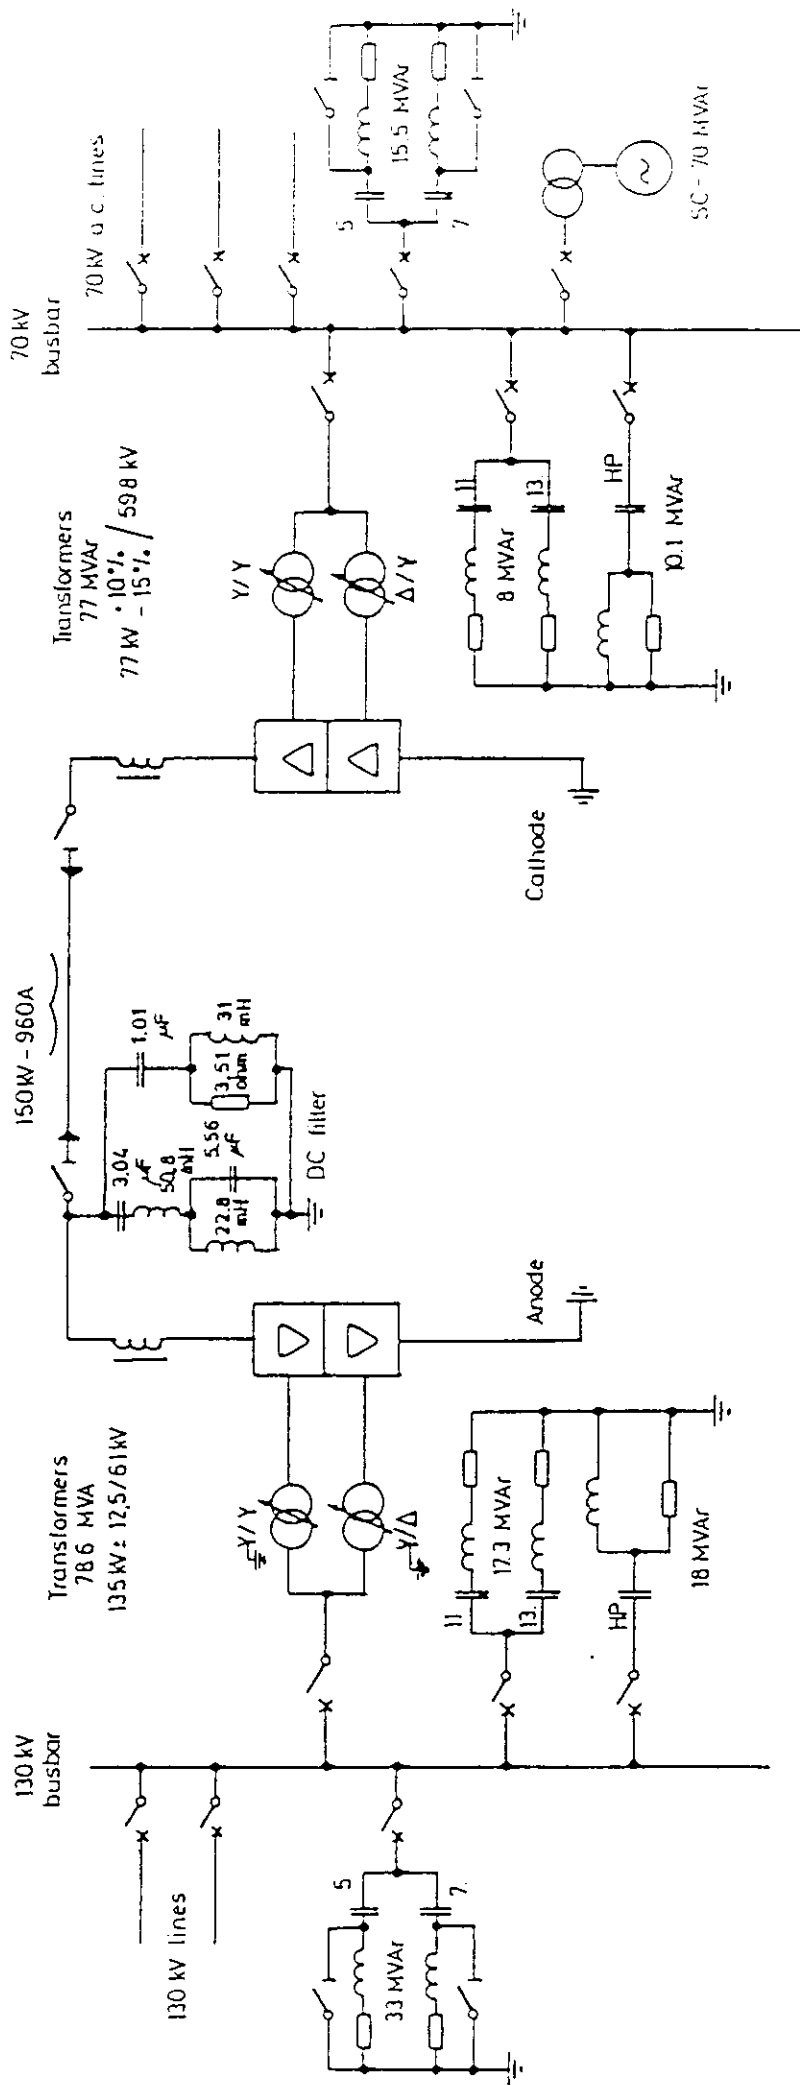 130 kV
busbar
130 kV lines
5
7
33 MVAr
Transformers
78.6 MVA
135 kV ± 12,5/61 kV
Y/Y
Y/Δ
11
13
17.3 MVAr
HP
18 MVAr
Anode
150 kV - 960A
3.04
μF
50.8
mH
22.8
mH
5.56
μF
1.01
μF
3,51
ohm
31
mH
DC filter
Cathode
Transformers
77 MVAr
77 kV + 10% - 15% / 59.8 kV
Y/Y
Δ/Y
11
13
8 MVAr
HP
10.1 MVAr
70 kV
busbar
70 kV a.c. lines
5
7
15.5 MVAr
SC - 70 MVAr